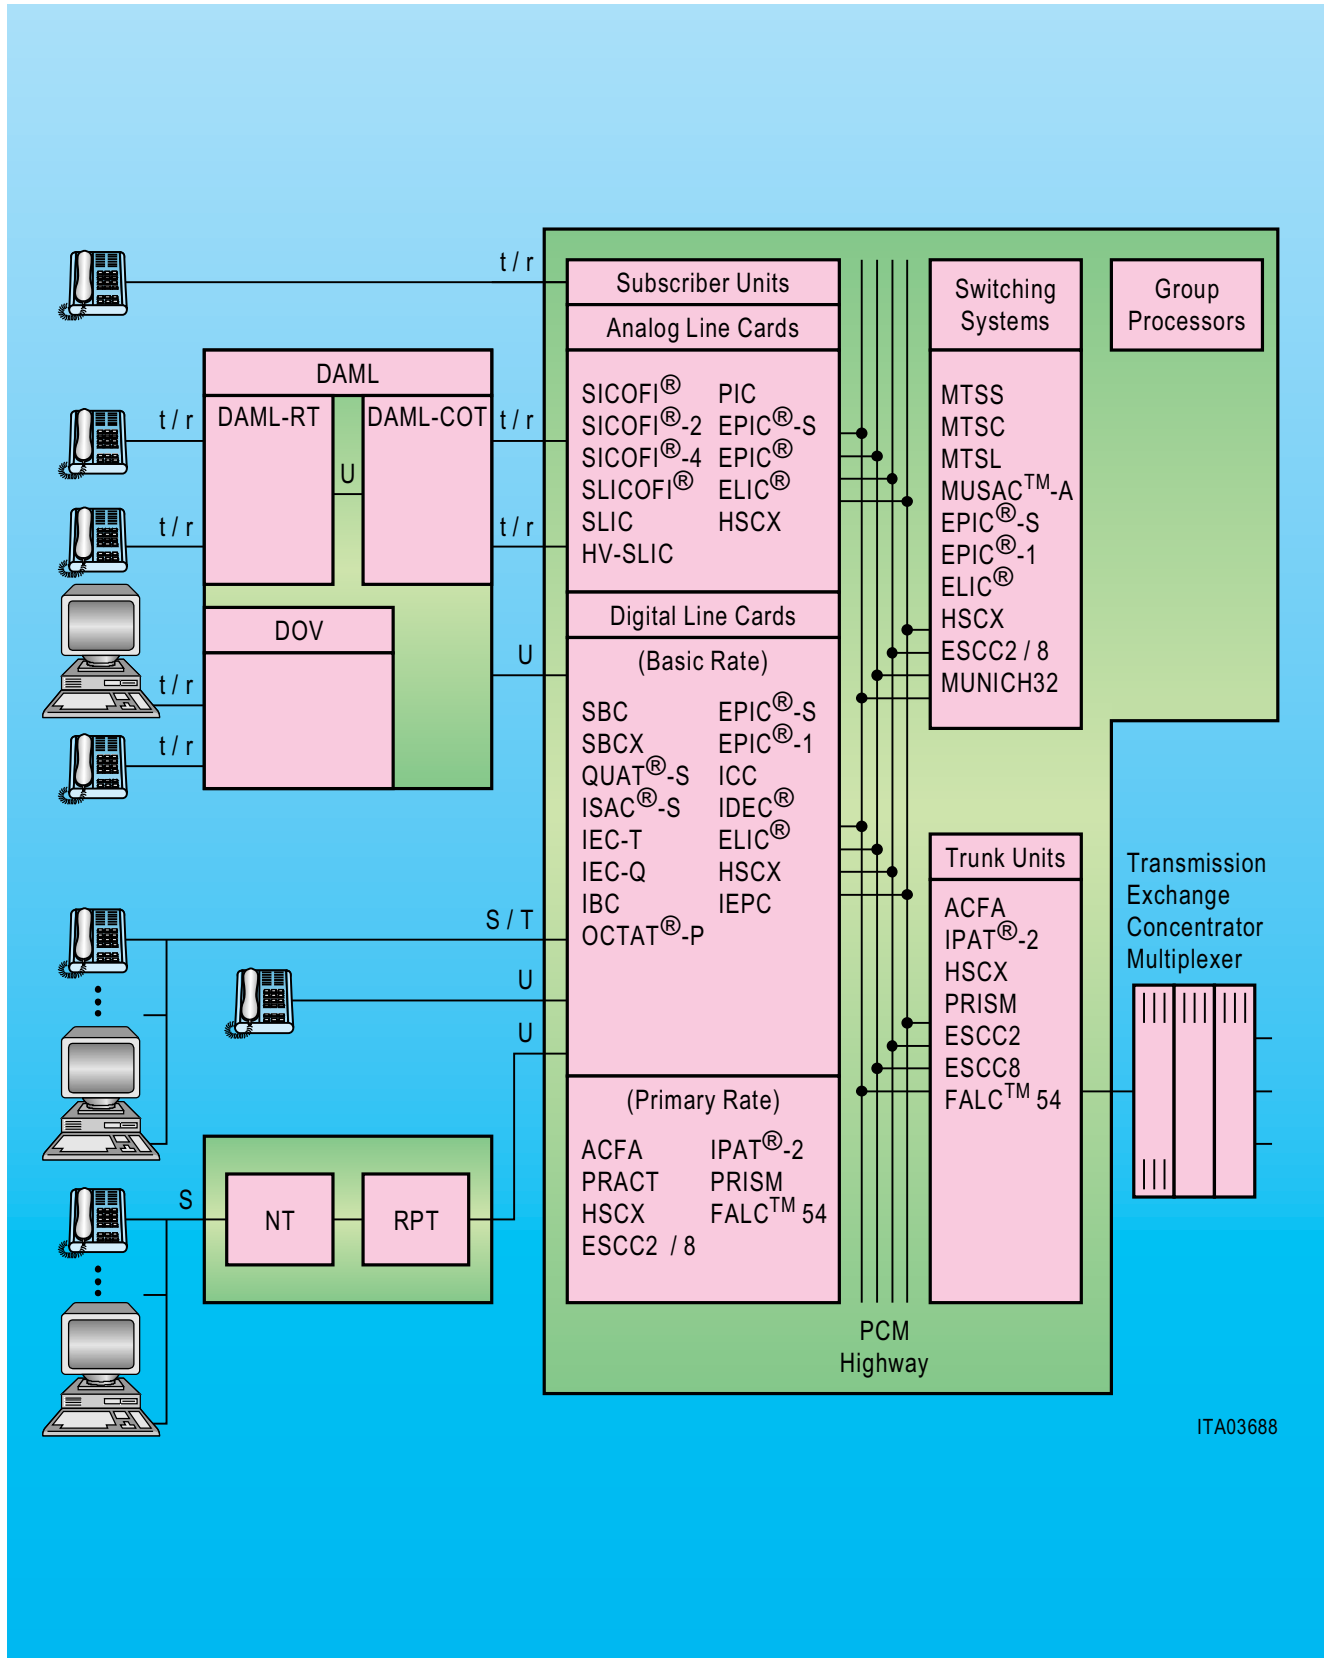 t / r
Subscriber Units
Analog Line Cards
SICOFI® PIC
SICOFI®-2 EPIC®-S
SICOFI®-4 EPIC®
SLICOFI® ELIC®
SLIC HSCX
HV-SLIC
Switching
Systems
MTSS
MTSC
MTSL
MUSAC™-A
EPIC®-S
EPIC®-1
ELIC®
HSCX
ESCC2 / 8
MUNICH32
Group
Processors
DAML
t / r DAML-RT DAML-COT t / r
U
t / r t / r
DOV
t / r
t / r
U
Digital Line Cards
(Basic Rate)
SBC EPIC®-S
SBCX EPIC®-1
QUAT®-S ICC
ISAC®-S IDEC®
IEC-T ELIC®
IEC-Q HSCX
IBC IEPC
OCTAT®-P
S / T
U
U
Trunk Units
ACFA
IPAT®-2
HSCX
PRISM
ESCC2
ESCC8
FALC™ 54
Transmission
Exchange
Concentrator
Multiplexer
(Primary Rate)
ACFA IPAT®-2
PRACT PRISM
HSCX FALC™ 54
ESCC2 / 8
S
NT RPT
PCM
Highway
ITA03688